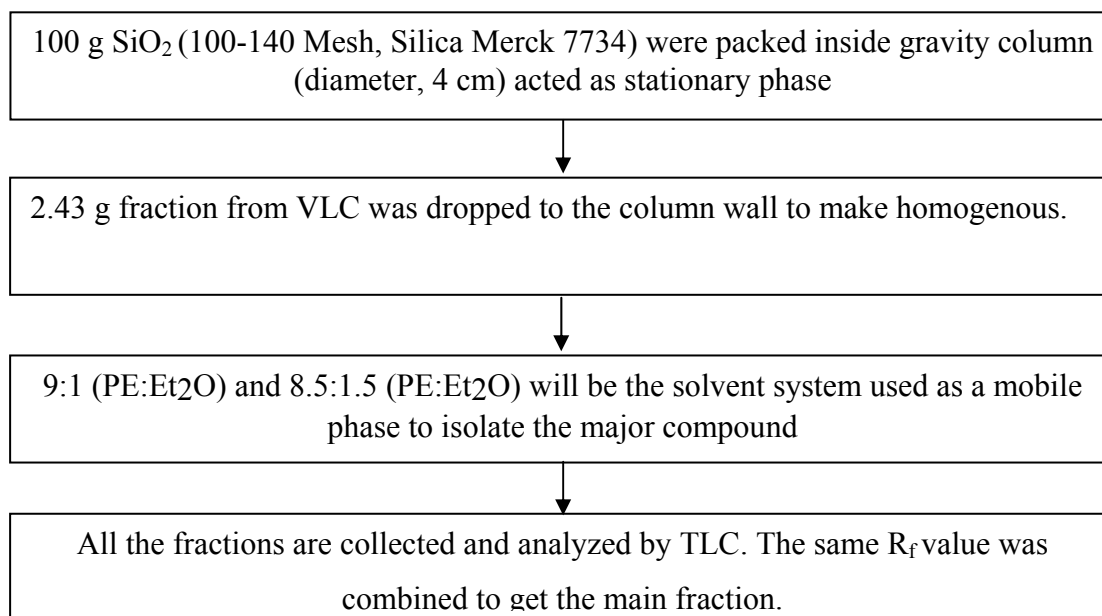 100 g SiO₂ (100-140 Mesh, Silica Merck 7734) were packed inside gravity column
(diameter, 4 cm) acted as stationary phase
2.43 g fraction from VLC was dropped to the column wall to make homogenous.
9:1 (PE:Et₂O) and 8.5:1.5 (PE:Et₂O) will be the solvent system used as a mobile
phase to isolate the major compound
All the fractions are collected and analyzed by TLC. The same R_f value was
combined to get the main fraction.